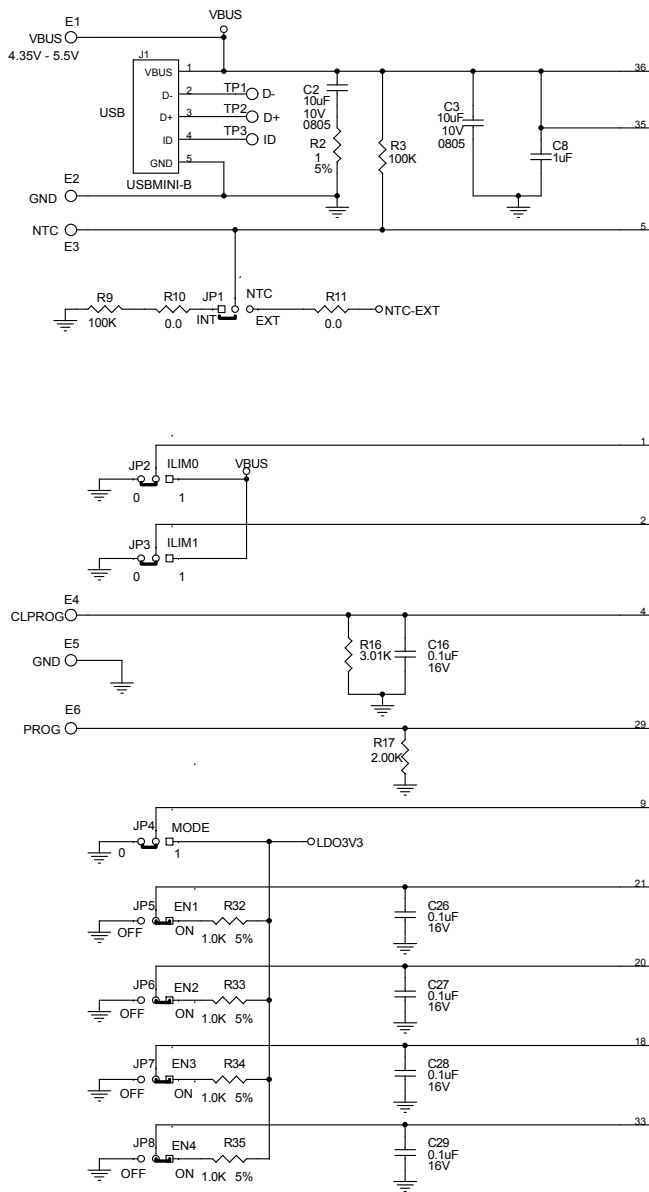 E1
VBUS
VBUS
4.35V - 5.5V
J1
VBUS 1 36
D- 2 TP1 D-
USB
D+ 3 TP2 D+
ID 4 TP3 ID
GND 5
USBMINI-B
C2
10uF
10V
0805
R2
1
5%
R3
100K
C3
10uF
10V
0805
35
C8
1uF
E2
GND
NTC 5
E3
R9
100K
R10
0.0
JP1
INT
NTC
EXT
R11
0.0
NTC-EXT
1
JP2 ILIM0
VBUS
0 1
2
JP3 ILIM1
0 1
E4
CLPROG 4
R16
3.01K
C16
0.1uF
16V
E5
GND
E6
PROG 29
R17
2.00K
9
JP4 MODE
0 1
LDO3V3
21
JP5 EN1 R32
OFF ON 1.0K 5%
C26
0.1uF
16V
20
JP6 EN2 R33
OFF ON 1.0K 5%
C27
0.1uF
16V
18
JP7 EN3 R34
OFF ON 1.0K 5%
C28
0.1uF
16V
33
JP8 EN4 R35
OFF ON 1.0K 5%
C29
0.1uF
16V